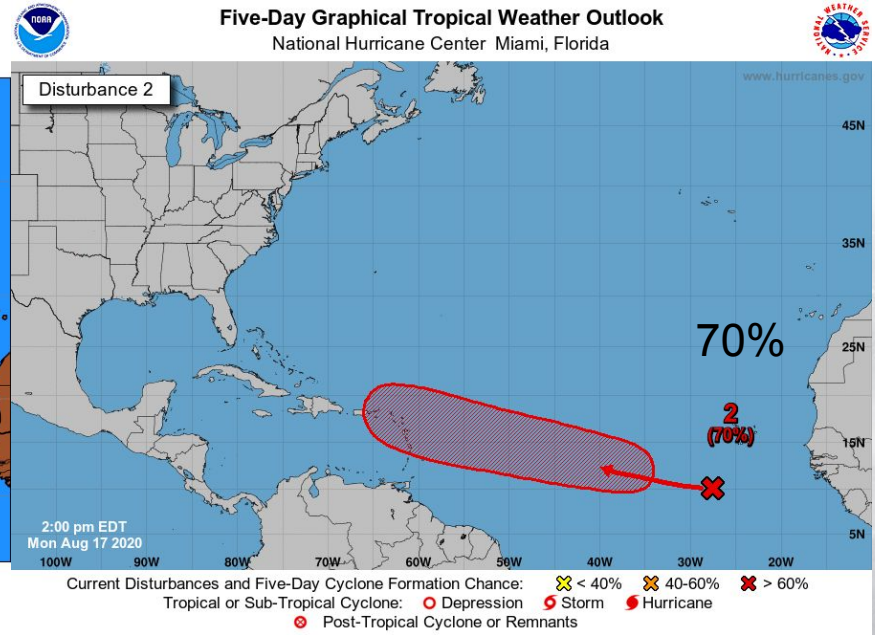 Five-Day Graphical Tropical Weather Outlook
National Hurricane Center Miami, Florida
NOAA
Disturbance 2
www.hurricanes.gov
45N
35N
70%
25N
2
(70%)
15N
2:00 pm EDT
Mon Aug 17 2020
5N
100W 90W 80W 70W 60W 50W 40W 30W 20W
Current Disturbances and Five-Day Cyclone Formation Chance: < 40% 40-60% > 60%
Tropical or Sub-Tropical Cyclone: Depression Storm Hurricane
Post-Tropical Cyclone or Remnants